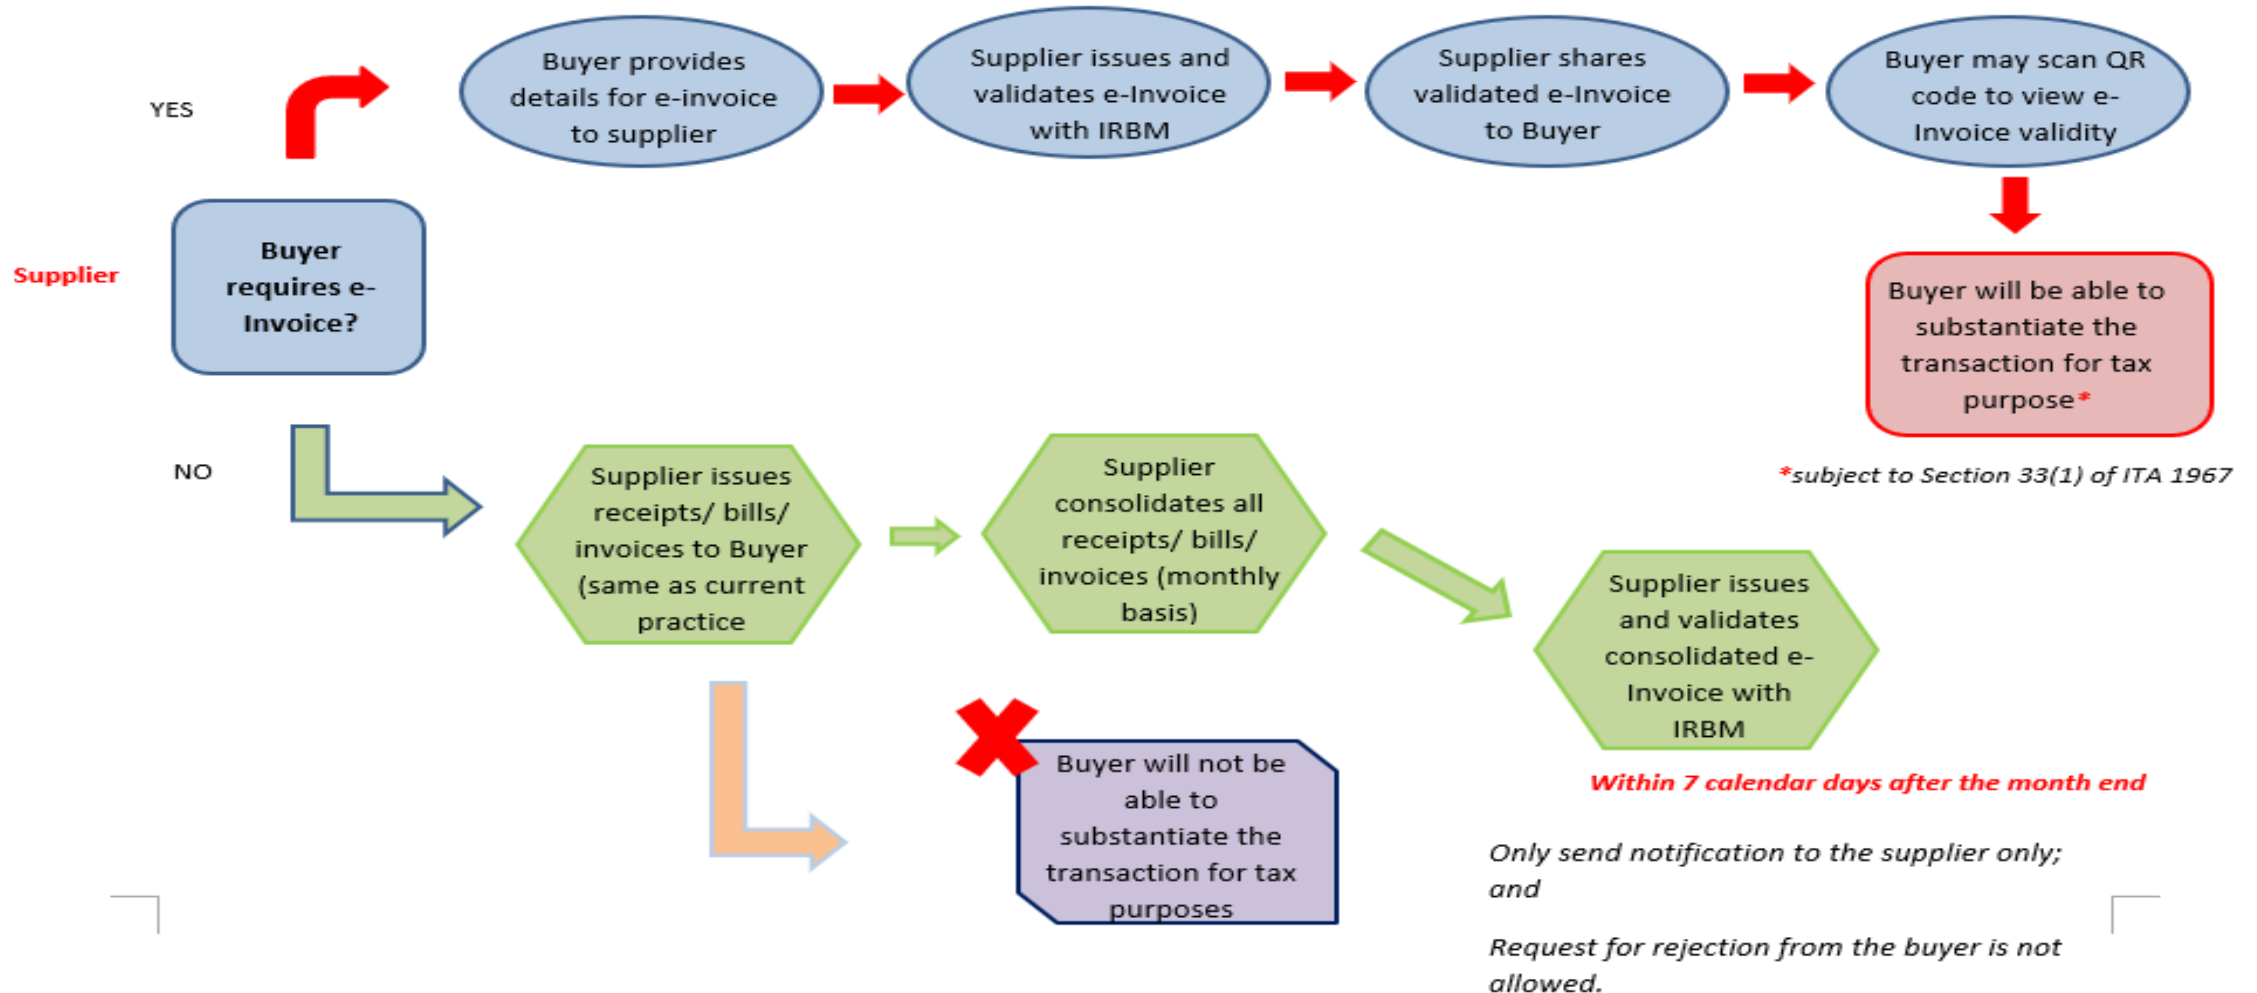 YES
Buyer provides
details for e-invoice
to supplier
Supplier issues and
validates e-Invoice
with IRBM
Supplier shares
validated e-Invoice
to Buyer
Buyer may scan QR
code to view e-
Invoice validity
Supplier
Buyer
requires e-
Invoice?
Buyer will be able to
substantiate the
transaction for tax
purpose*
*subject to Section 33(1) of ITA 1967
NO
Supplier issues
receipts/ bills/
invoices to Buyer
(same as current
practice
Supplier
consolidates all
receipts/ bills/
invoices (monthly
basis)
Supplier issues
and validates
consolidated e-
Invoice with
IRBM
Within 7 calendar days after the month end
Buyer will not be
able to
substantiate the
transaction for tax
purposes
Only send notification to the supplier only;
and
Request for rejection from the buyer is not
allowed.